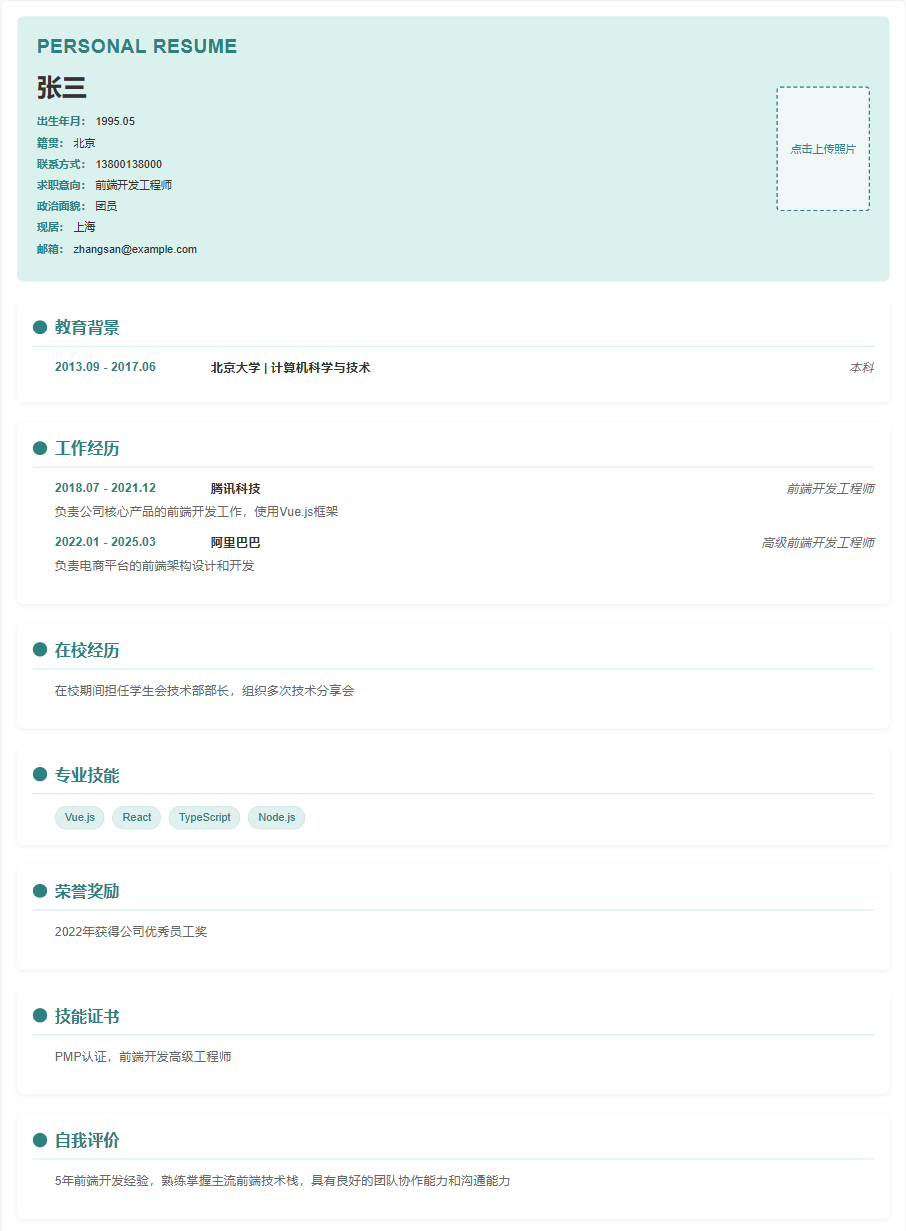 PERSONAL RESUME
张三
出生年月： 1995.05
籍贯： 北京
联系方式： 13800138000
求职意向： 前端开发工程师
政治面貌： 团员
现居： 上海
邮箱： zhangsan@example.com
点击上传照片
教育背景
2013.09 - 2017.06 北京大学 | 计算机科学与技术 本科
工作经历
2018.07 - 2021.12 腾讯科技 前端开发工程师
负责公司核心产品的前端开发工作，使用Vue.js框架
2022.01 - 2025.03 阿里巴巴 高级前端开发工程师
负责电商平台的前端架构设计和开发
在校经历
在校期间担任学生会技术部部长，组织多次技术分享会
专业技能
Vue.js React TypeScript Node.js
荣誉奖励
2022年获得公司优秀员工奖
技能证书
PMP认证，前端开发高级工程师
自我评价
5年前端开发经验，熟练掌握主流前端技术栈，具有良好的团队协作能力和沟通能力